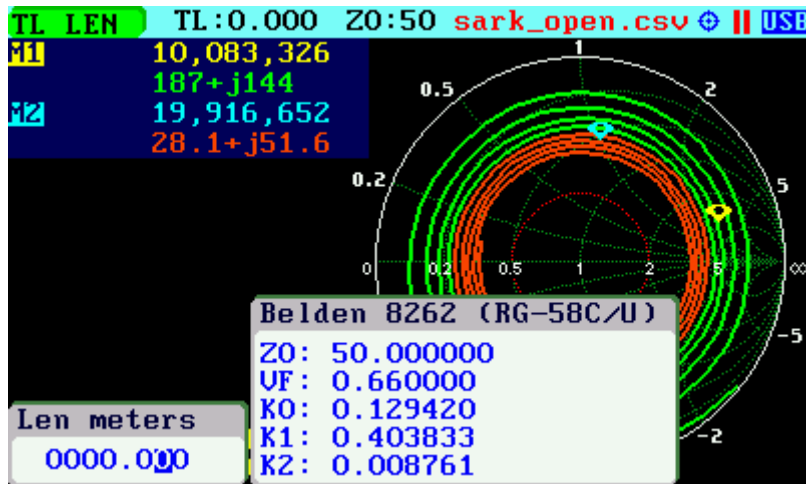 TL LEN TL:0.000 Z0:50 sark_open.csv USB
M1 10,083,326
187+j144
M2 19,916,652
28.1+j51.6
1
0.5 2
0.2 5
0 0.2 0.5 1 2 5 ∞
-5
-2
Belden 8262 (RG-58C/U)
Z0: 50.000000
VF: 0.660000
K0: 0.129420
K1: 0.403833
K2: 0.008761
Len meters
0000.000